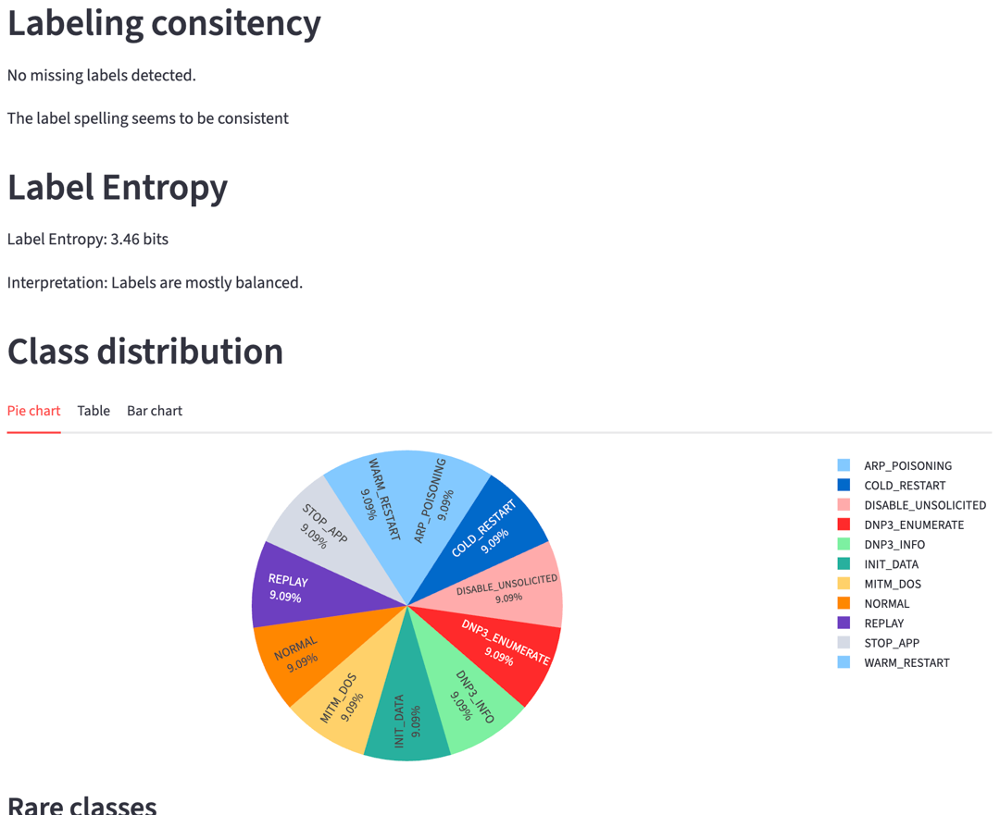 Labeling consitency
No missing labels detected.
The label spelling seems to be consistent
Label Entropy
Label Entropy: 3.46 bits
Interpretation: Labels are mostly balanced.
Class distribution
Pie chart Table Bar chart
WARM_RESTART
9.09%
ARP_POISONING
9.09%
COLD_RESTART
9.09%
DISABLE_UNSOLICITED
9.09%
DNP3_ENUMERATE
9.09%
DNP3_INFO
9.09%
INIT_DATA
9.09%
MITM_DOS
9.09%
NORMAL
9.09%
REPLAY
9.09%
STOP_APP
9.09%
ARP_POISONING
COLD_RESTART
DISABLE_UNSOLICITED
DNP3_ENUMERATE
DNP3_INFO
INIT_DATA
MITM_DOS
NORMAL
REPLAY
STOP_APP
WARM_RESTART
Rare classes